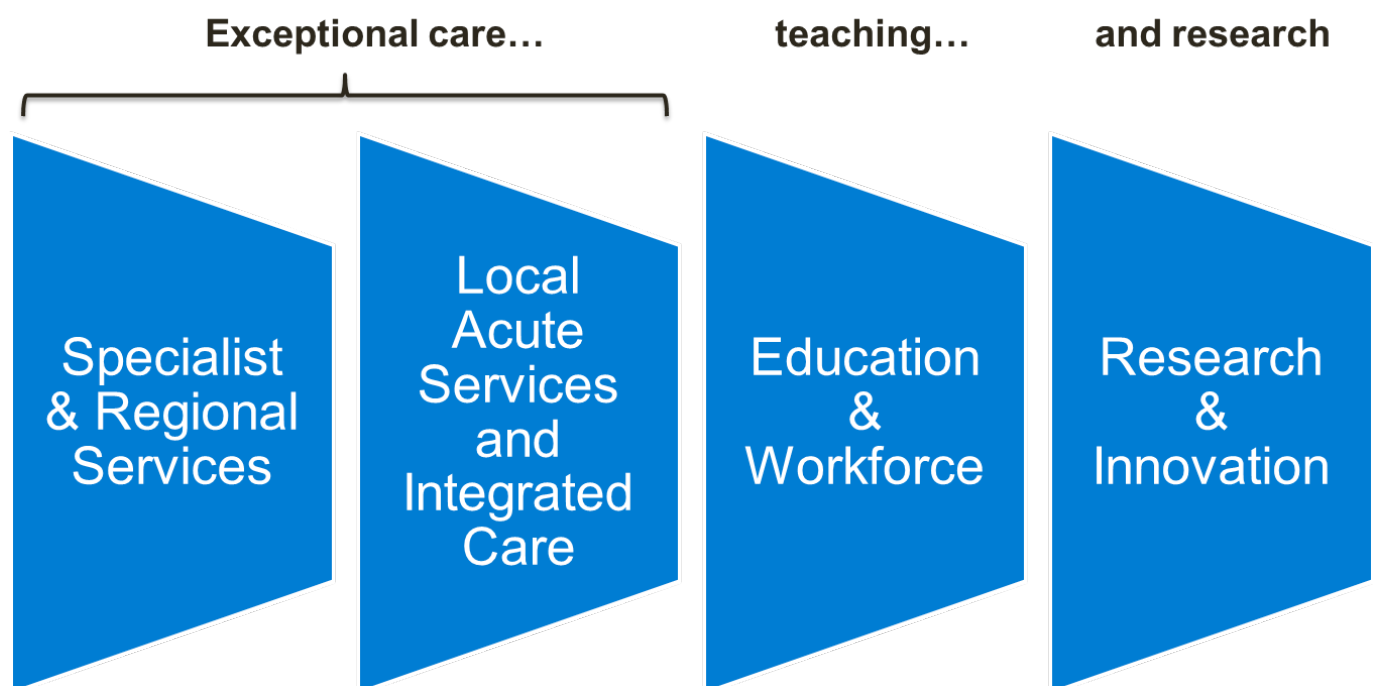 Exceptional care…
teaching…
and research
Specialist
& Regional
Services
Local
Acute
Services
and
Integrated
Care
Education
&
Workforce
Research
&
Innovation